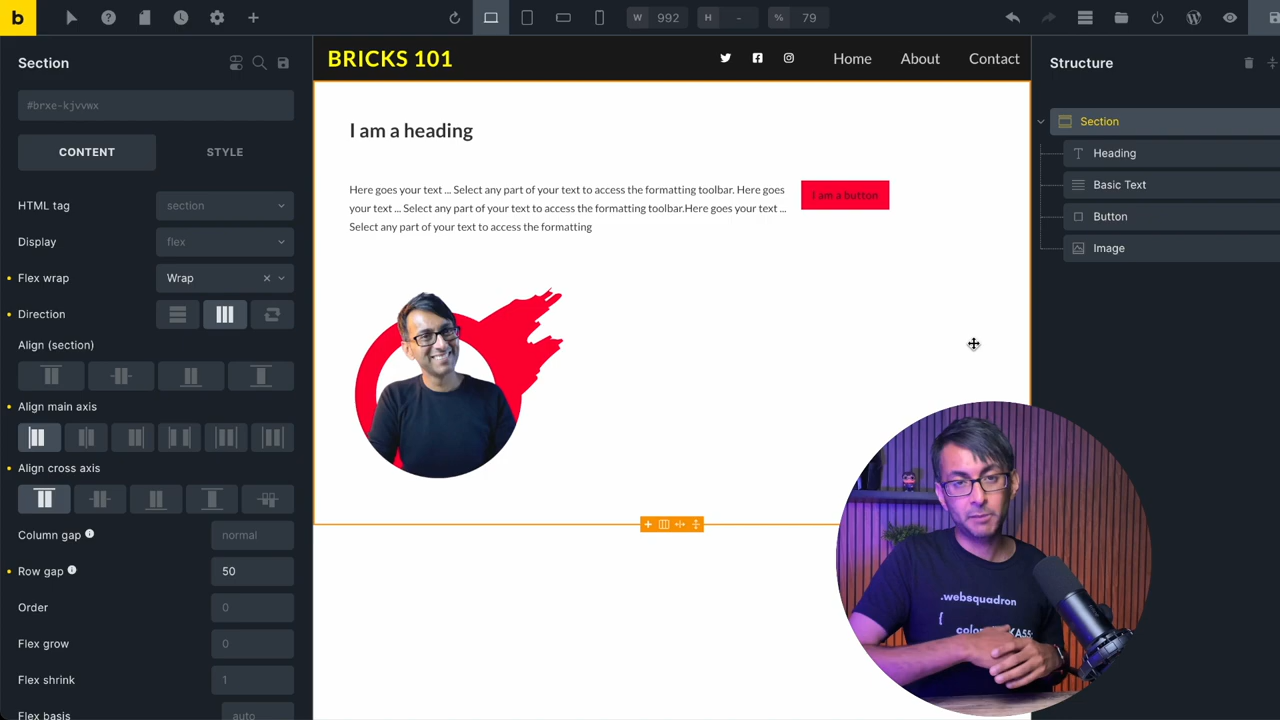 b
W 992 H - % 79
Section
#brxe-kjvvwx
CONTENT STYLE
HTML tag section
Display flex
Flex wrap Wrap
Direction
Align (section)
Align main axis
Align cross axis
Column gap normal
Row gap 50
Order 0
Flex grow 0
Flex shrink 1
Flex basis auto
BRICKS 101
Home About Contact
I am a heading
Here goes your text ... Select any part of your text to access the formatting toolbar. Here goes
your text ... Select any part of your text to access the formatting toolbar.Here goes your text ...
Select any part of your text to access the formatting
I am a button
Structure
Section
Heading
Basic Text
Button
Image
.websquadron
{